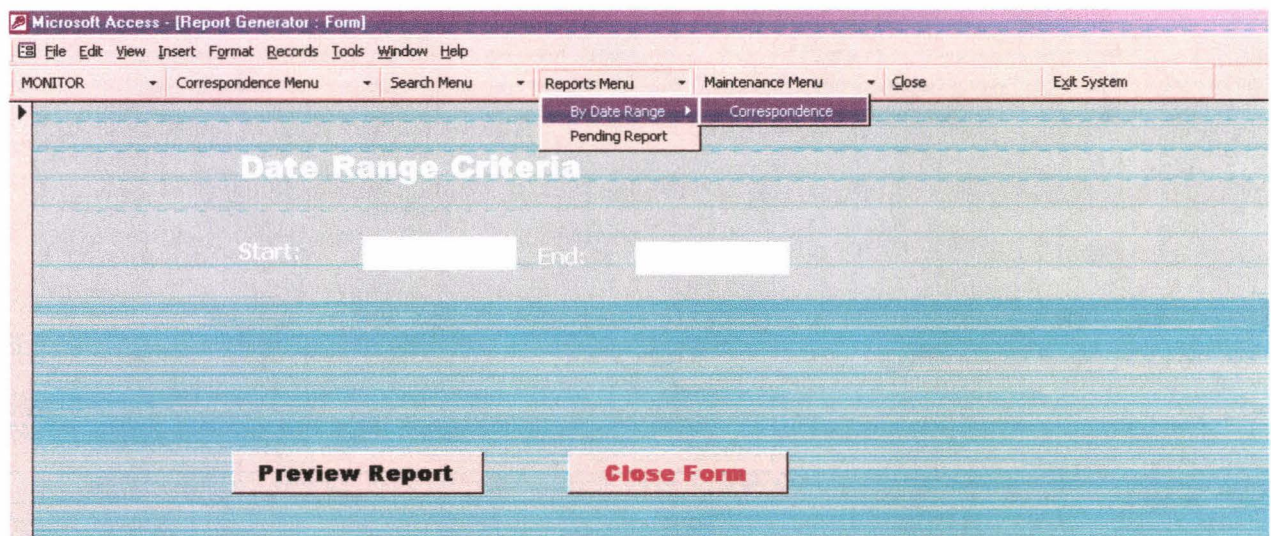 Microsoft Access - [Report Generator : Form]
File Edit View Insert Format Records Tools Window Help
MONITOR Correspondence Menu Search Menu Reports Menu Maintenance Menu Close Exit System
By Date Range Correspondence
Pending Report
Date Range Criteria
Start: End:
Preview Report Close Form